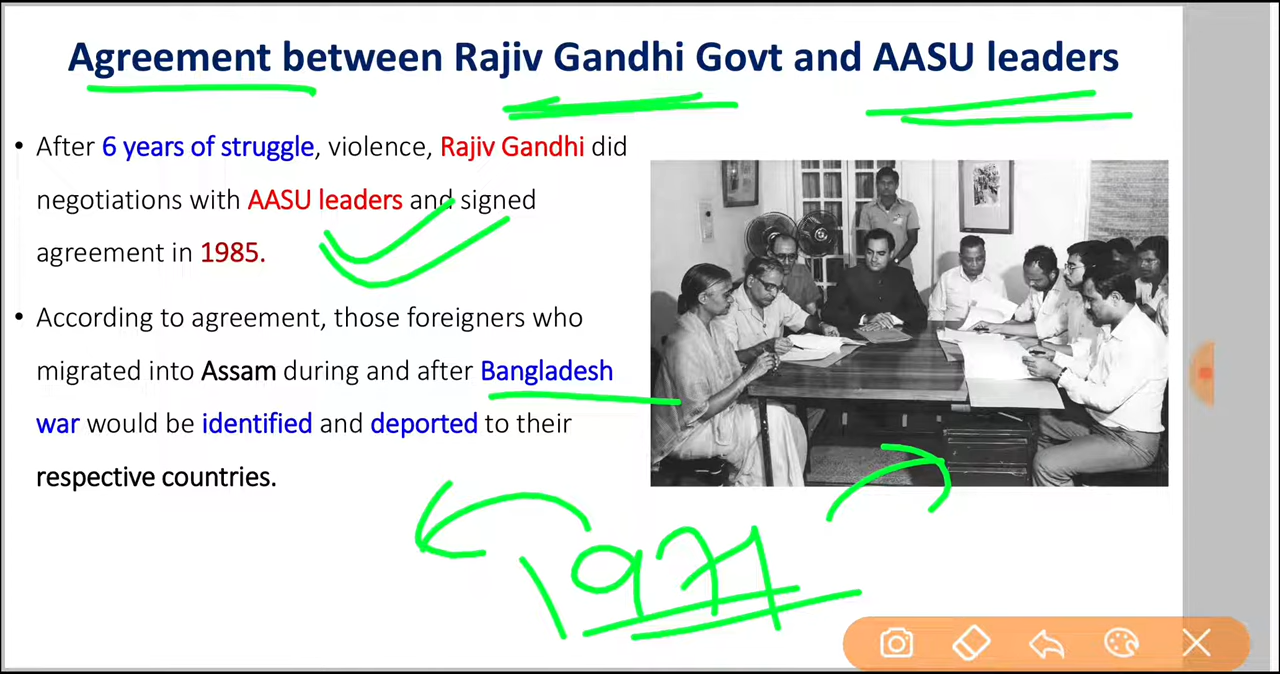 Agreement between Rajiv Gandhi Govt and AASU leaders
• After 6 years of struggle, violence, Rajiv Gandhi did
negotiations with AASU leaders and signed
agreement in 1985.
• According to agreement, those foreigners who
migrated into Assam during and after Bangladesh
war would be identified and deported to their
respective countries.
1971